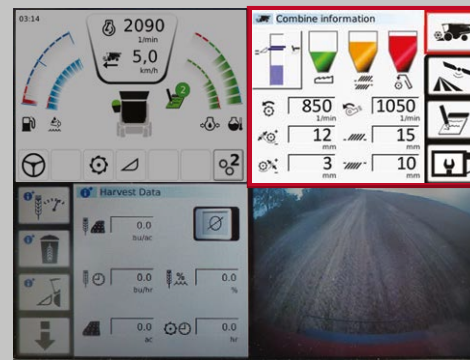 03:14
2090
1/min
5,0
km/h
2
2
Combine information
850
1/min
1050
1/min
12
mm
15
mm
3
mm
10
mm
Harvest Data
0.0
bu/ac
0.0
bu/hr
0.0
%
0.0
ac
0.0
hr